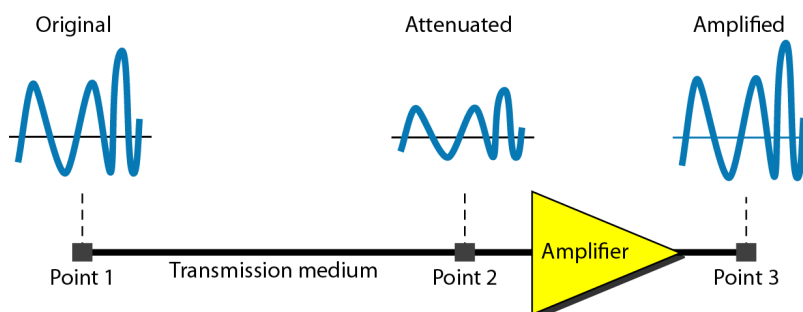 Original
Attenuated
Amplified
Amplifier
Point 1
Transmission medium
Point 2
Point 3